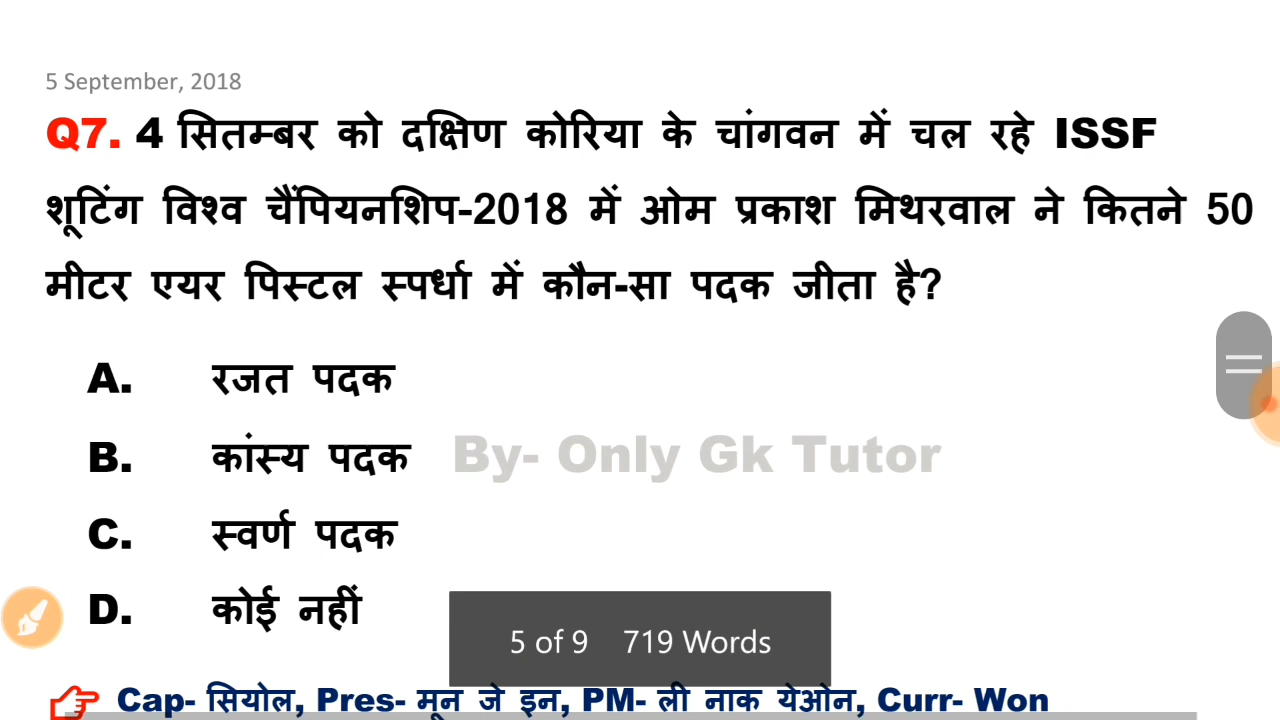 5 September, 2018
Q7. 4 सितम्बर को दक्षिण कोरिया के चांगवन में चल रहे ISSF
शूटिंग विश्व चैंपियनशिप-2018 में ओम प्रकाश मिथरवाल ने कितने 50
मीटर एयर पिस्टल स्पर्धा में कौन-सा पदक जीता है?
A. रजत पदक
B. कांस्य पदक By- Only Gk Tutor
C. स्वर्ण पदक
D. कोई नहीं
5 of 9 719 Words
Cap- सियोल, Pres- मून जे इन, PM- ली नाक येओन, Curr- Won